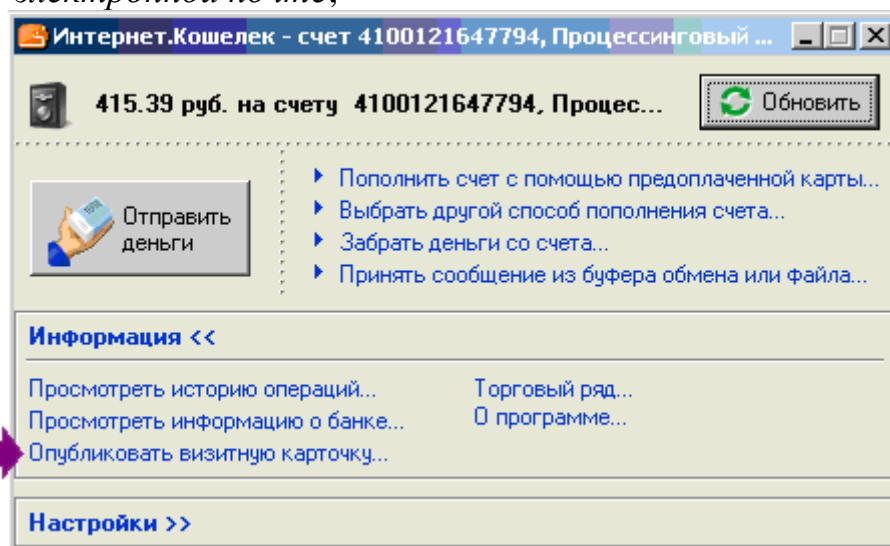 электронной почте,
Интернет.Кошелек - счет 4100121647794, Процессинговый ...
415.39 руб. на счету 4100121647794, Процес...
Обновить
Отправить
деньги
Пополнить счет с помощью предоплаченной карты...
Выбрать другой способ пополнения счета...
Забрать деньги со счета...
Принять сообщение из буфера обмена или файла...
Информация <<
Просмотреть историю операций...
Просмотреть информацию о банке...
Опубликовать визитную карточку...
Торговый ряд...
О программе...
Настройки >>